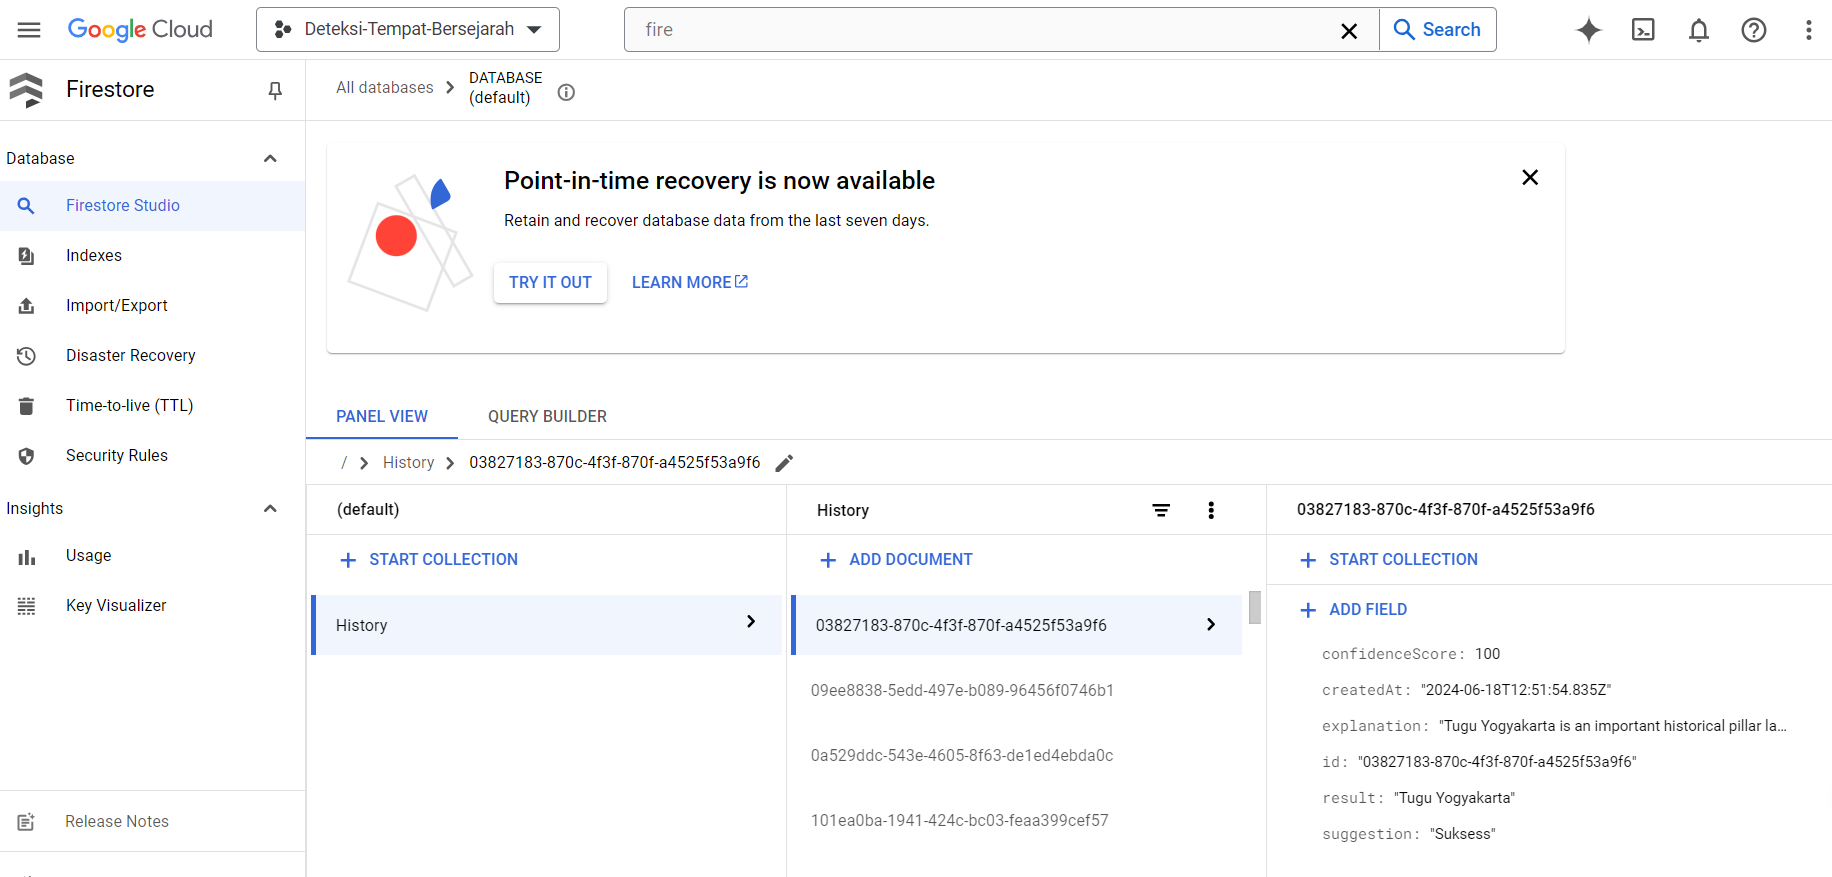 Google Cloud
Deteksi-Tempat-Bersejarah
fire
Search
Firestore
All databases
DATABASE
(default)
Database
Firestore Studio
Indexes
Import/Export
Disaster Recovery
Time-to-live (TTL)
Security Rules
Insights
Usage
Key Visualizer
Release Notes
Point-in-time recovery is now available
Retain and recover database data from the last seven days.
TRY IT OUT
LEARN MORE
PANEL VIEW
QUERY BUILDER
/ > History > 03827183-870c-4f3f-870f-a4525f53a9f6
(default)
START COLLECTION
History
History
ADD DOCUMENT
03827183-870c-4f3f-870f-a4525f53a9f6
09ee8838-5edd-497e-b089-96456f0746b1
0a529ddc-543e-4605-8f63-de1ed4ebda0c
101ea0ba-1941-424c-bc03-feaa399cef57
03827183-870c-4f3f-870f-a4525f53a9f6
START COLLECTION
ADD FIELD
confidenceScore: 100
createdAt: "2024-06-18T12:51:54.835Z"
explanation: "Tugu Yogyakarta is an important historical pillar la...
id: "03827183-870c-4f3f-870f-a4525f53a9f6"
result: "Tugu Yogyakarta"
suggestion: "Suksess"